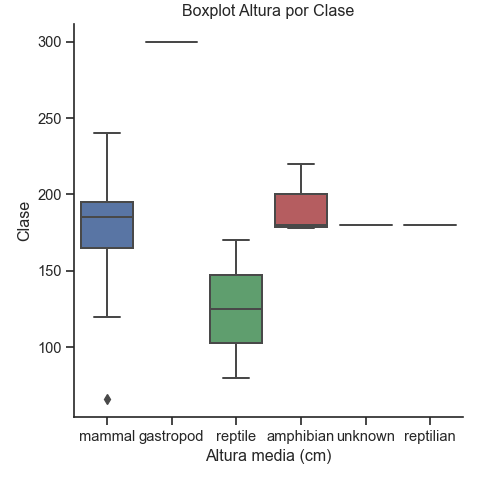 Boxplot Altura por Clase
300
250
200
150
100
Clase
mammal gastropod reptile amphibian unknown reptilian
Altura media (cm)